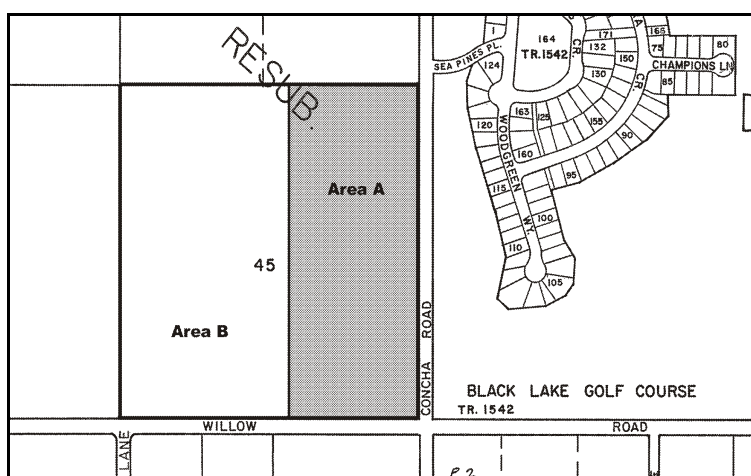 RESUB.
1
164
TR. 1542
CR.
171
132
150
130
165
75
80
CHAMPIONS LN
CR.
85
SEA PINES PL.
124
163
125
155
90
120
160
95
WOODGREEN WY.
115
100
110
105
Area A
45
Area B
CONCHA ROAD
BLACK LAKE GOLF COURSE
TR. 1542
WILLOW ROAD
LANE
P. 2